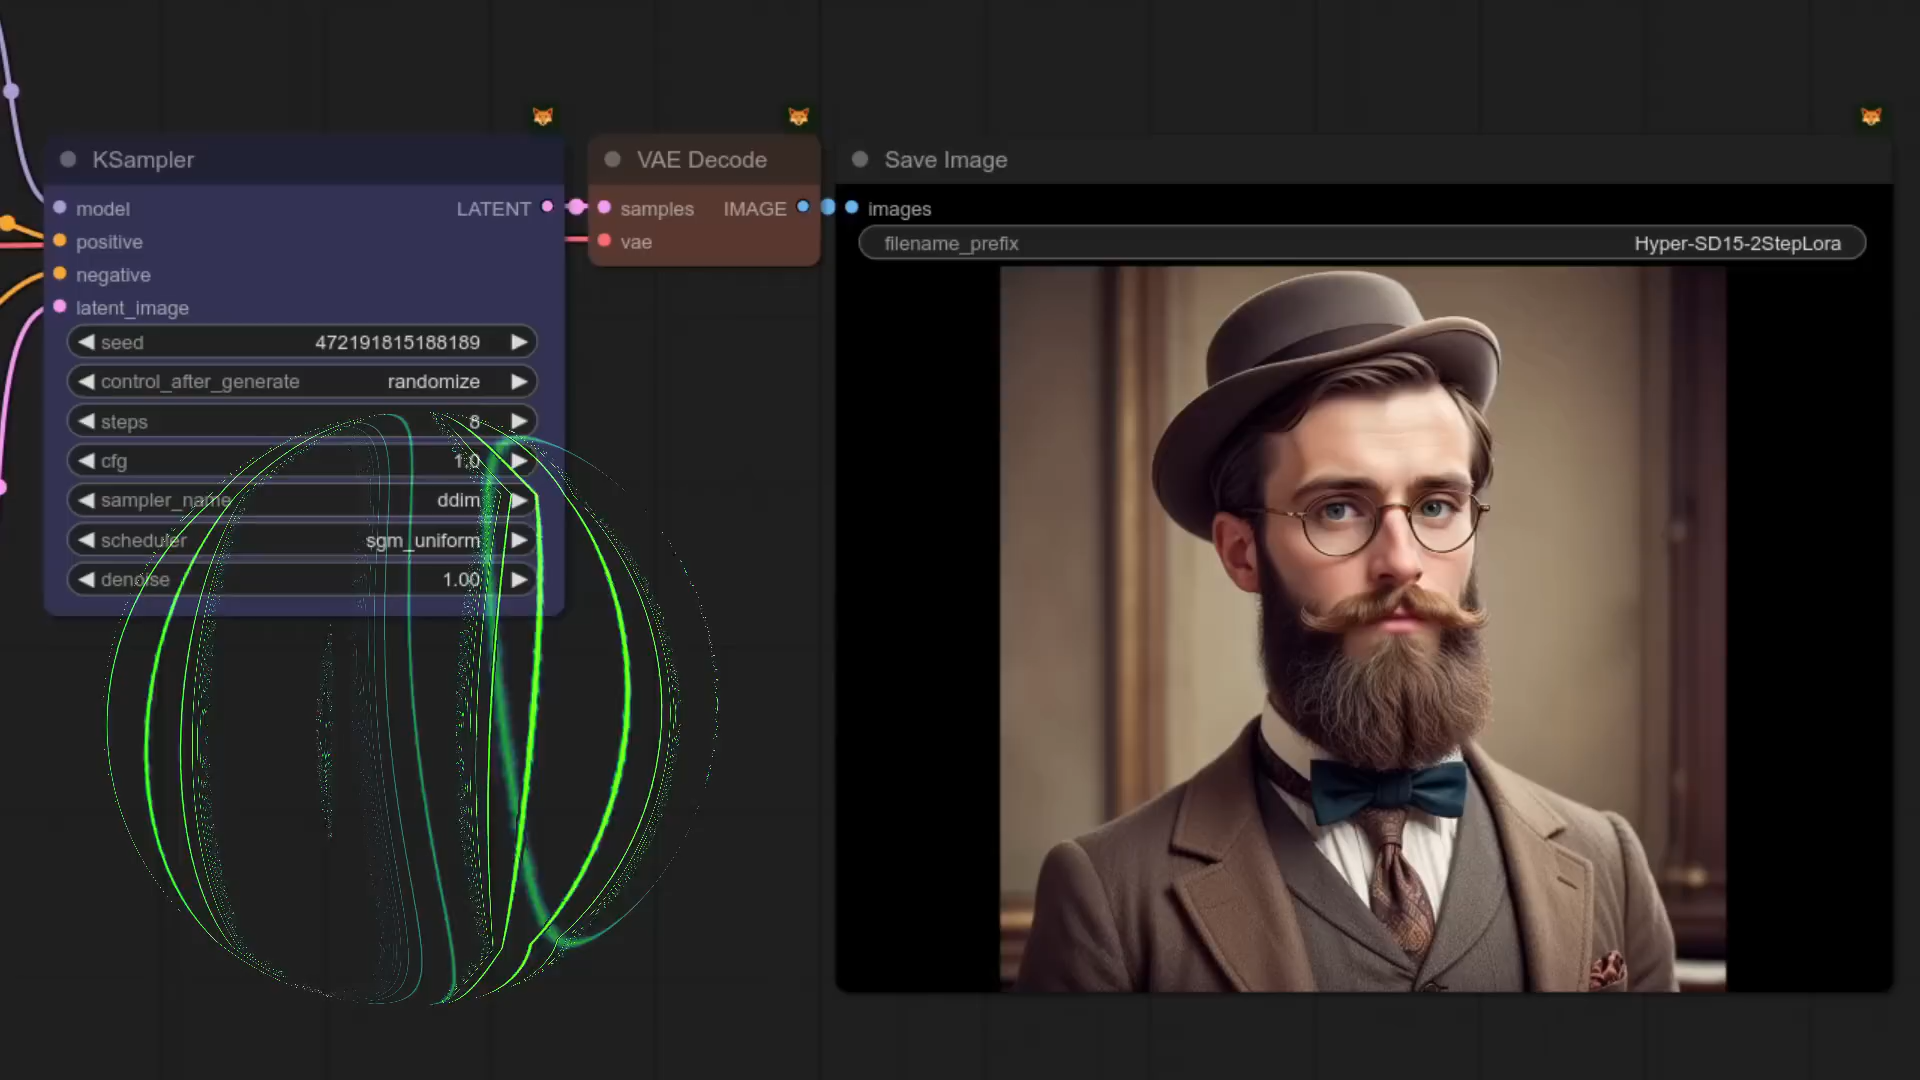 KSampler
model
LATENT
positive
negative
latent_image
seed 472191815188189
control_after_generate randomize
steps 8
cfg 1.0
sampler_name ddim
scheduler sgm_uniform
denoise 1.00
VAE Decode
samples IMAGE
vae
Save Image
images
filename_prefix Hyper-SD15-2StepLora